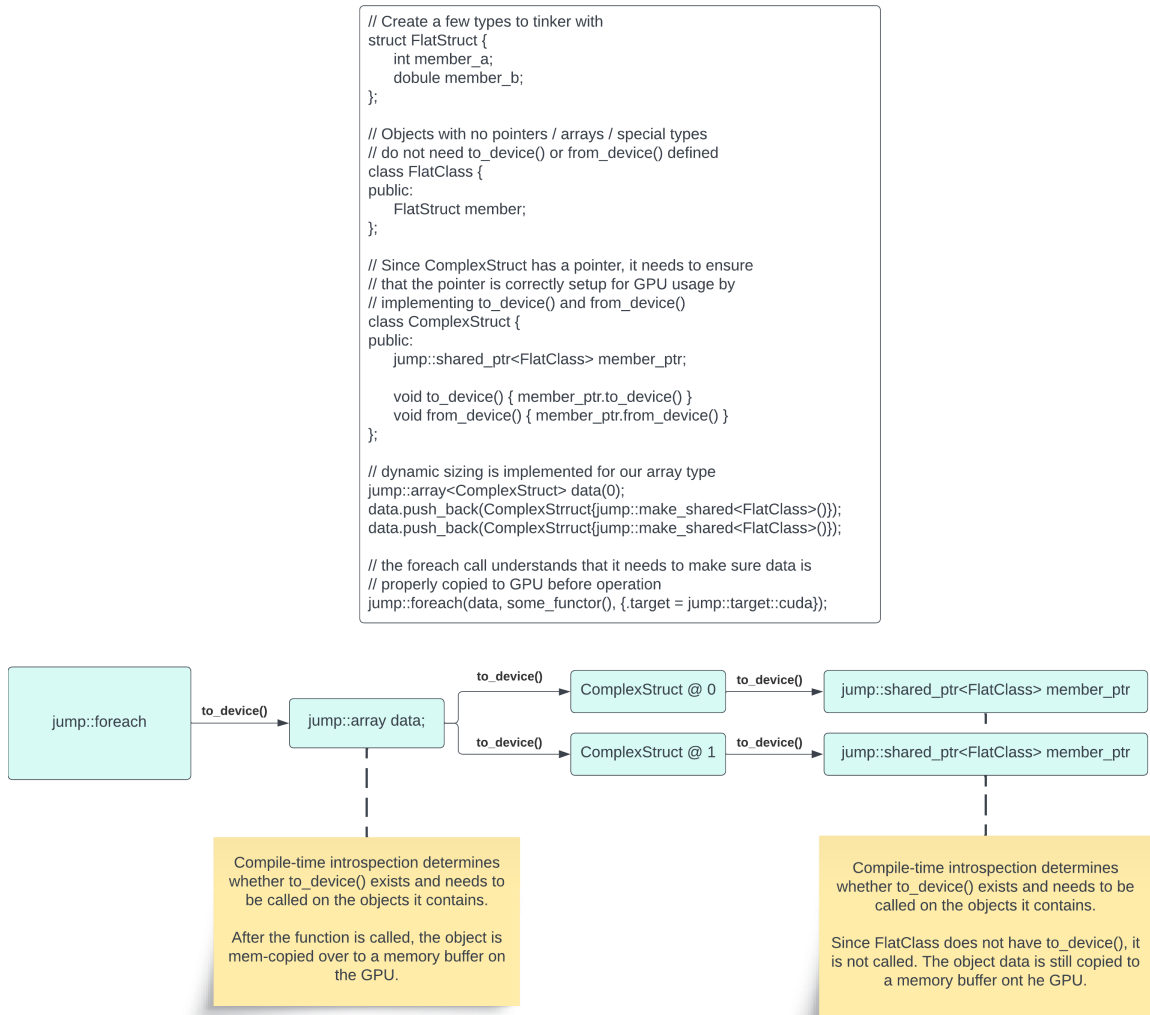 // Create a few types to tinker with
struct FlatStruct {
int member_a;
dobule member_b;
};
// Objects with no pointers / arrays / special types
// do not need to_device() or from_device() defined
class FlatClass {
public:
FlatStruct member;
};
// Since ComplexStruct has a pointer, it needs to ensure
// that the pointer is correctly setup for GPU usage by
// implementing to_device() and from_device()
class ComplexStruct {
public:
jump::shared_ptr<FlatClass> member_ptr;
void to_device() { member_ptr.to_device() }
void from_device() { member_ptr.from_device() }
};
// dynamic sizing is implemented for our array type
jump::array<ComplexStruct> data(0);
data.push_back(ComplexStrruct{jump::make_shared<FlatClass>()});
data.push_back(ComplexStrruct{jump::make_shared<FlatClass>()});
// the foreach call understands that it needs to make sure data is
// properly copied to GPU before operation
jump::foreach(data, some_functor(), {.target = jump::target::cuda});
jump::foreach
to_device()
jump::array data;
to_device()
ComplexStruct @ 0
to_device()
jump::shared_ptr<FlatClass> member_ptr
to_device()
ComplexStruct @ 1
to_device()
jump::shared_ptr<FlatClass> member_ptr
Compile-time introspection determines
whether to_device() exists and needs to
be called on the objects it contains.
After the function is called, the object is
mem-copied over to a memory buffer on
the GPU.
Compile-time introspection determines
whether to_device() exists and needs to be
called on the objects it contains.
Since FlatClass does not have to_device(), it
is not called. The object data is still copied to
a memory buffer ont he GPU.